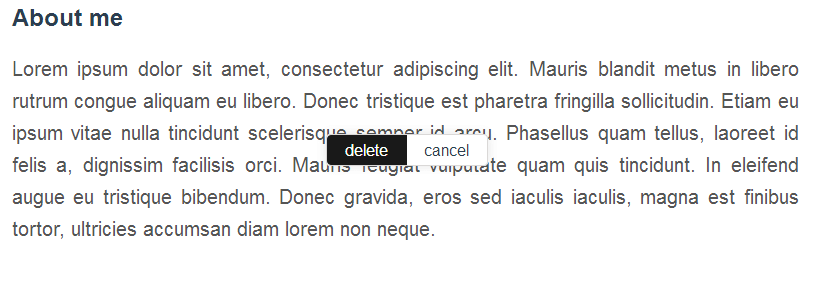 About me
Lorem ipsum dolor sit amet, consectetur adipiscing elit. Mauris blandit metus in libero
rutrum congue aliquam eu libero. Donec tristique est pharetra fringilla sollicitudin. Etiam eu
ipsum vitae nulla tincidunt scelerisque semper id arcu. Phasellus quam tellus, laoreet id
delete cancel
felis a, dignissim facilisis orci. Mauris feugiat vulputate quam quis tincidunt. In eleifend
augue eu tristique bibendum. Donec gravida, eros sed iaculis iaculis, magna est finibus
tortor, ultricies accumsan diam lorem non neque.